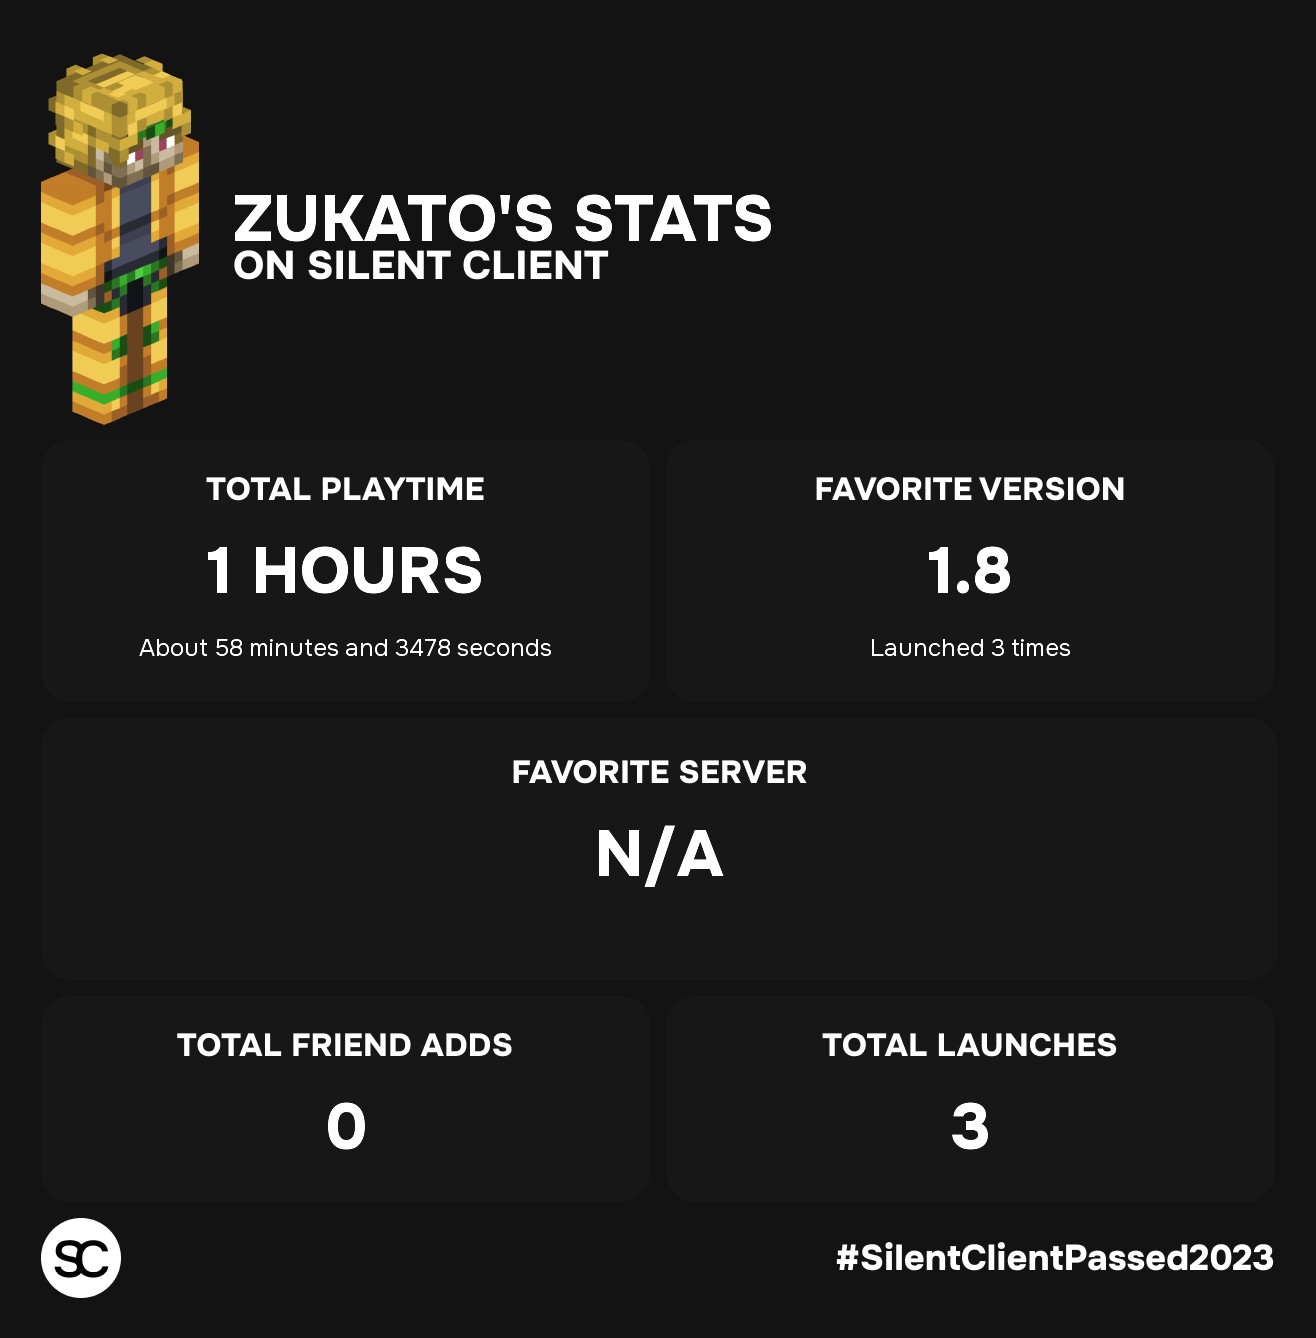 ZUKATO'S STATS
ON SILENT CLIENT
TOTAL PLAYTIME
1 HOURS
About 58 minutes and 3478 seconds
FAVORITE VERSION
1.8
Launched 3 times
FAVORITE SERVER
N/A
TOTAL FRIEND ADDS
0
TOTAL LAUNCHES
3
SC
#SilentClientPassed2023